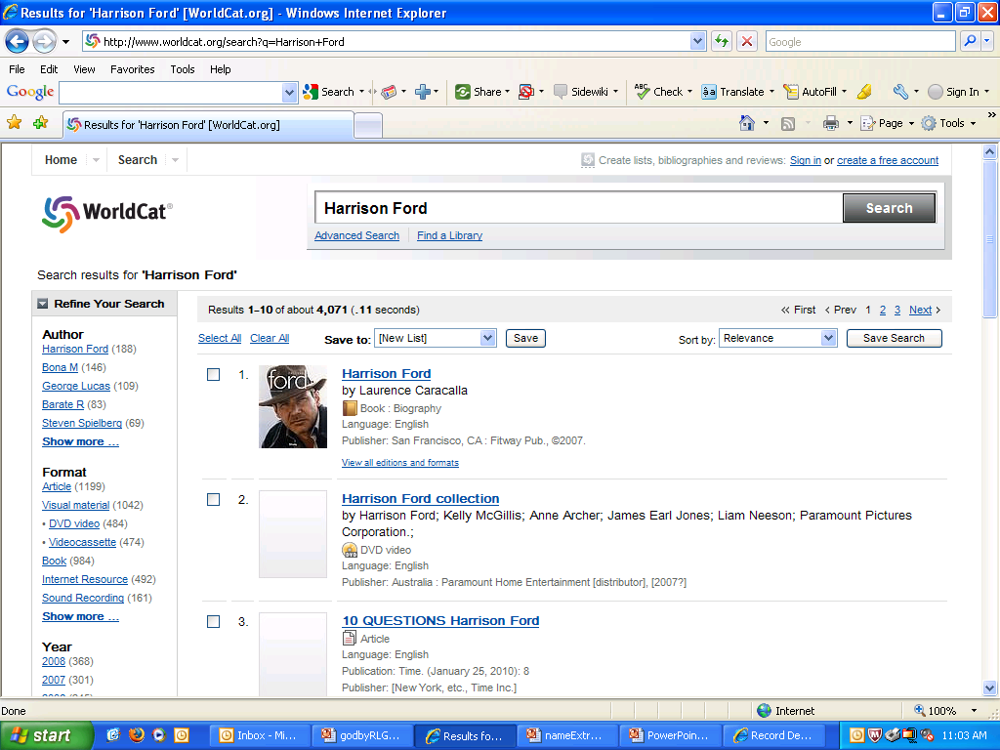 Results for 'Harrison Ford' [WorldCat.org] - Windows Internet Explorer
http://www.worldcat.org/search?q=Harrison+Ford
Google
File Edit View Favorites Tools Help
Google Search Share Sidewiki ABC Check Translate AutoFill Sign In
Results for 'Harrison Ford' [WorldCat.org] Page Tools
Home Search Create lists, bibliographies and reviews: Sign in or create a free account
WorldCat®
Harrison Ford Search
Advanced Search Find a Library
Search results for 'Harrison Ford'
Refine Your Search
Author
Harrison Ford (188)
Bona M (146)
George Lucas (109)
Barate R (83)
Steven Spielberg (69)
Show more ...
Format
Article (1199)
Visual material (1042)
• DVD video (484)
• Videocassette (474)
Book (984)
Internet Resource (492)
Sound Recording (161)
Show more ...
Year
2008 (368)
2007 (301)
Results 1-10 of about 4,071 (.11 seconds) « First ‹ Prev 1 2 3 Next ›
Select All Clear All Save to: [New List] Save Sort by: Relevance Save Search
1. Harrison Ford
ford
by Laurence Caracalla
Book : Biography
Language: English
Publisher: San Francisco, CA : Fitway Pub., ©2007.
View all editions and formats
2. Harrison Ford collection
by Harrison Ford; Kelly McGillis; Anne Archer; James Earl Jones; Liam Neeson; Paramount Pictures
Corporation.;
DVD video
Language: English
Publisher: Australia : Paramount Home Entertainment [distributor], [2007?]
3. 10 QUESTIONS Harrison Ford
Article
Language: English
Publication: Time. (January 25, 2010): 8
Publisher: [New York, etc., Time Inc.]
Done Internet 100%
start Inbox - Mi... godbyRLG... Results fo... nameExtr... PowerPoin... Record De... 11:03 AM